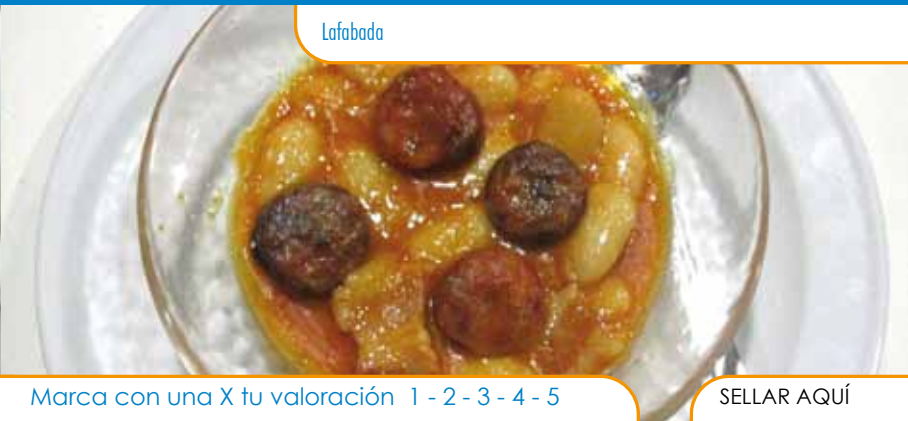 Lafabada
Marca con una X tu valoración 1 - 2 - 3 - 4 - 5
SELLAR AQUÍ